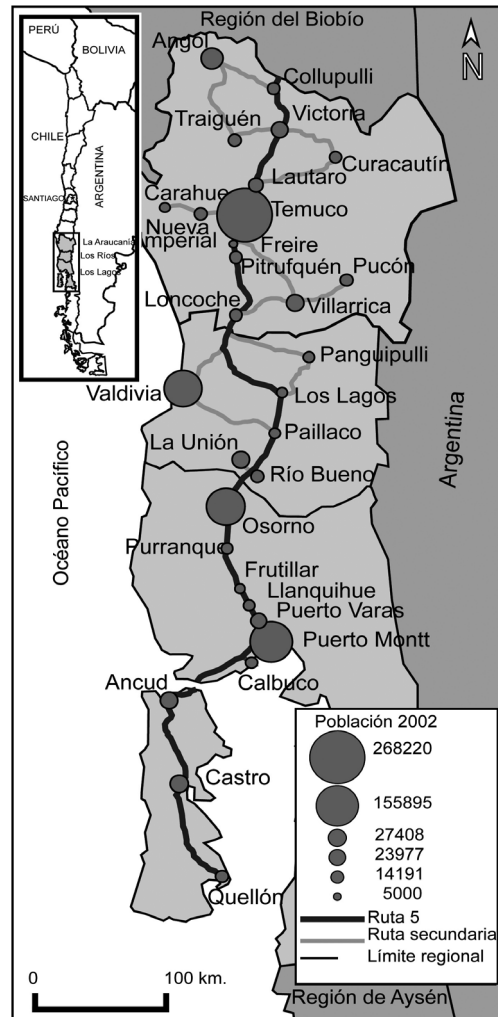 Región del Biobío
PERÚ
BOLIVIA
CHILE
ARGENTINA
SANTIAGO
La Araucanía
Los Ríos
Los Lagos
N
Angol
Collupulli
Victoria
Traiguén
Curacautín
Lautaro
Carahue
Temuco
Nueva
Imperial
Freire
Pitrufquén
Pucón
Loncoche
Villarrica
Panguipulli
Valdivia
Los Lagos
Paillaco
La Unión
Río Bueno
Argentina
Océano Pacífico
Osorno
Purranque
Frutillar
Llanquihue
Puerto Varas
Puerto Montt
Calbuco
Ancud
Castro
Quellón
Población 2002
268220
155895
27408
23977
14191
5000
Ruta 5
Ruta secundaria
Límite regional
0 100 km.
Región de Aysén